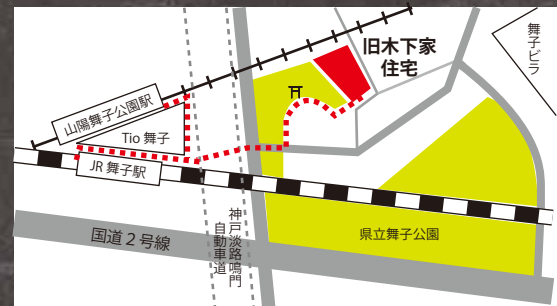 旧木下家
住宅
舞子ビラ
山陽舞子公園駅
Tio 舞子
JR 舞子駅
国道２号線
神戸淡路鳴門
自動車道
県立舞子公園